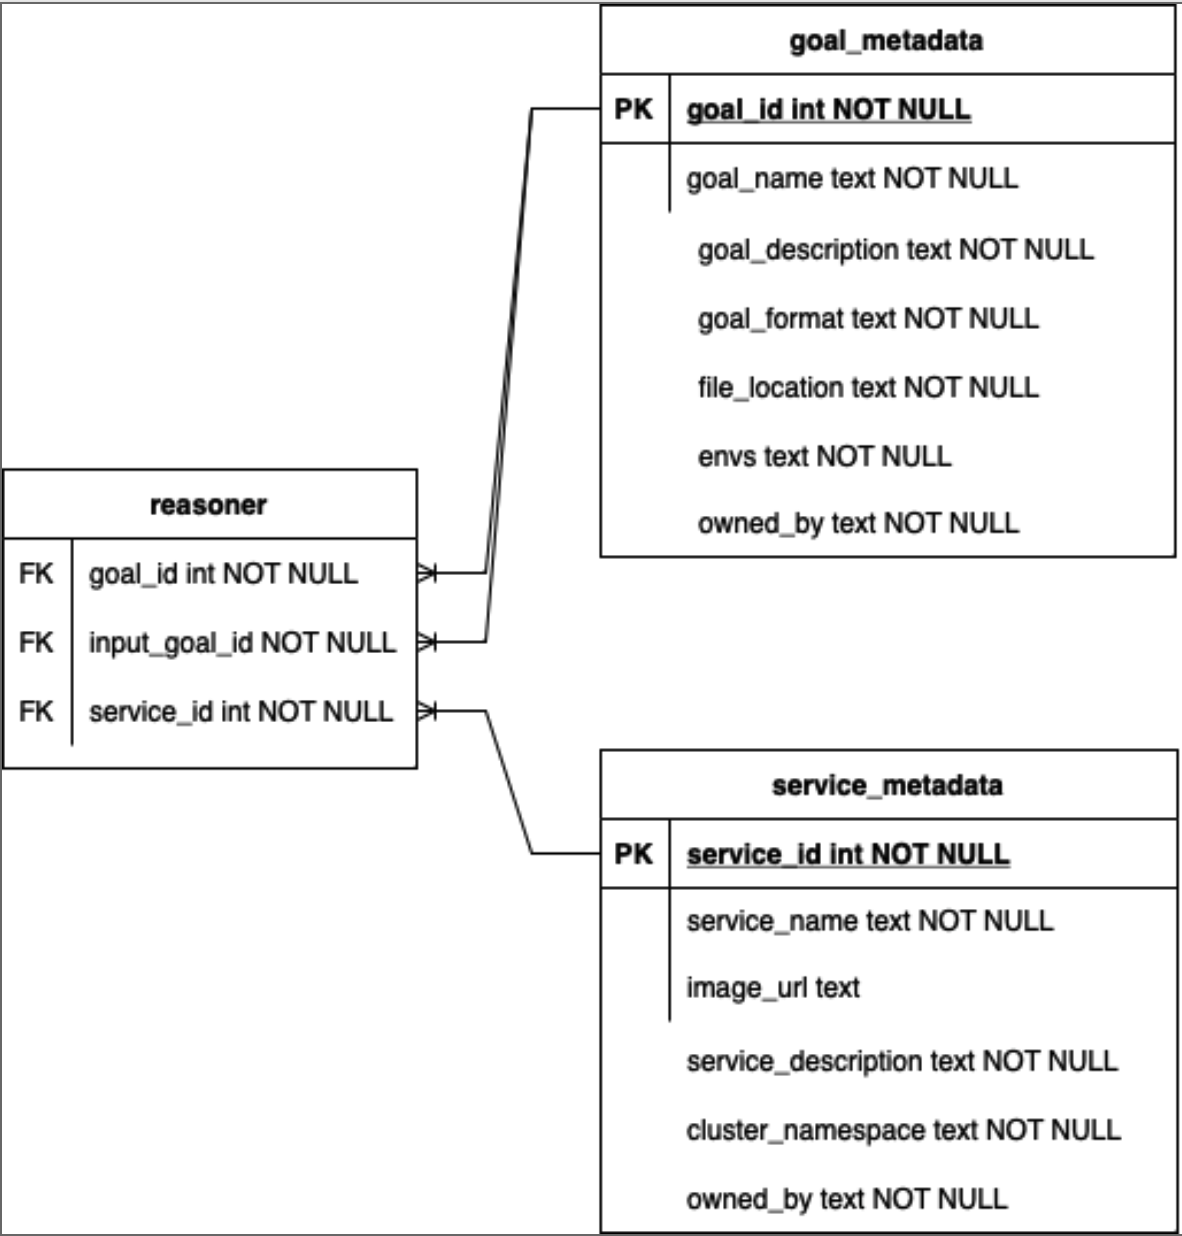 goal_metadata
PK goal_id int NOT NULL
goal_name text NOT NULL
goal_description text NOT NULL
goal_format text NOT NULL
file_location text NOT NULL
envs text NOT NULL
owned_by text NOT NULL
reasoner
FK goal_id int NOT NULL
FK input_goal_id NOT NULL
FK service_id int NOT NULL
service_metadata
PK service_id int NOT NULL
service_name text NOT NULL
image_url text
service_description text NOT NULL
cluster_namespace text NOT NULL
owned_by text NOT NULL